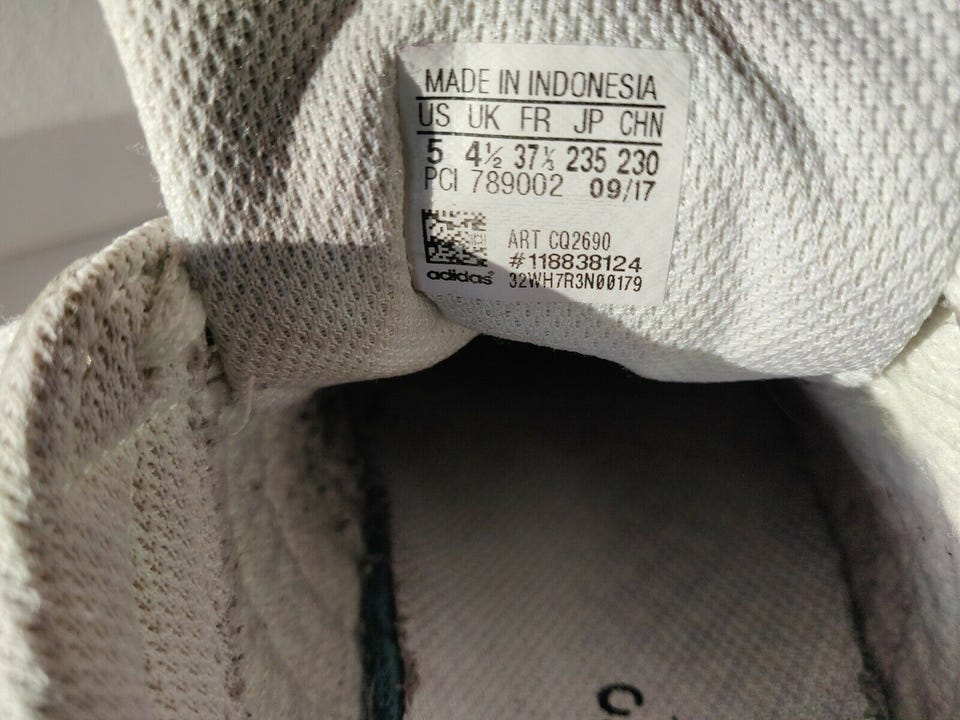 MADE IN INDONESIA
US UK FR JP CHN
5 4½ 37⅓ 235 230
PCI 789002 09/17
ART CQ2690
#118838124
adidas® 32WH7R3N00179